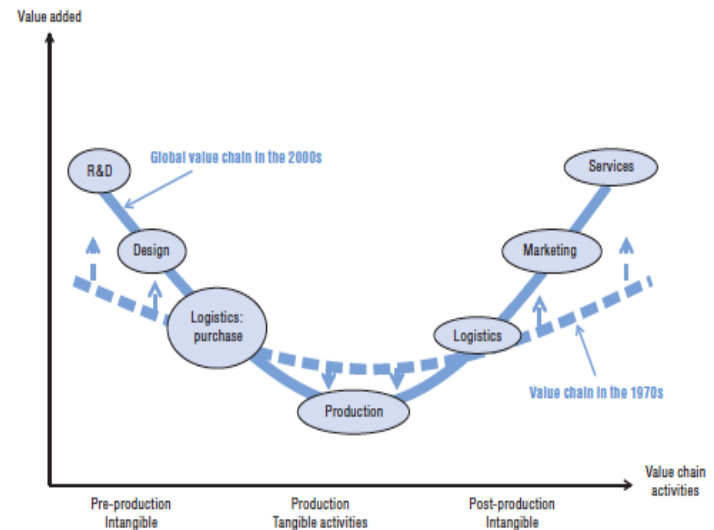 Value added
Global value chain in the 2000s
R&D
Services
Design
Marketing
Logistics:
purchase
Logistics
Value chain in the 1970s
Production
Value chain
activities
Pre-production
Intangible
Production
Tangible activities
Post-production
Intangible